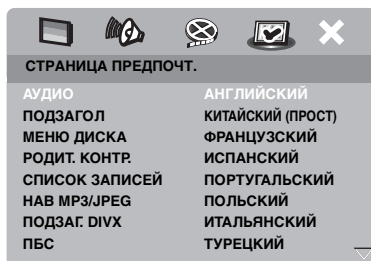 СТРАНИЦА ПРЕДПОЧТ.
АУДИО АНГЛИЙСКИЙ
ПОДЗАГОЛ КИТАЙСКИЙ (ПРОСТ)
МЕНЮ ДИСКА ФРАНЦУЗСКИЙ
РОДИТ. КОНТР. ИСПАНСКИЙ
СПИСОК ЗАПИСЕЙ ПОРТУГАЛЬСКИЙ
НАВ MP3/JPEG ПОЛЬСКИЙ
ПОДЗАГ. DIVX ИТАЛЬЯНСКИЙ
ПБС ТУРЕЦКИЙ